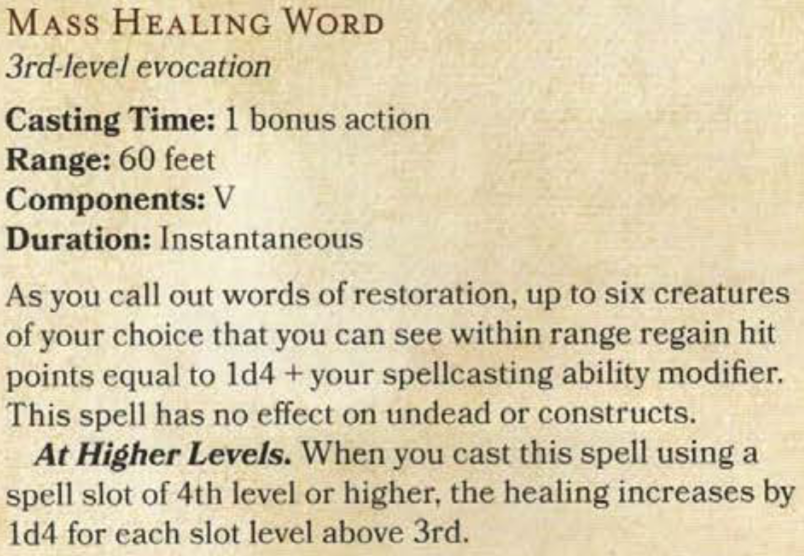 MASS HEALING WORD
3rd-level evocation
Casting Time: 1 bonus action
Range: 60 feet
Components: V
Duration: Instantaneous
As you call out words of restoration, up to six creatures
of your choice that you can see within range regain hit
points equal to 1d4 + your spellcasting ability modifier.
This spell has no effect on undead or constructs.
At Higher Levels. When you cast this spell using a
spell slot of 4th level or higher, the healing increases by
1d4 for each slot level above 3rd.